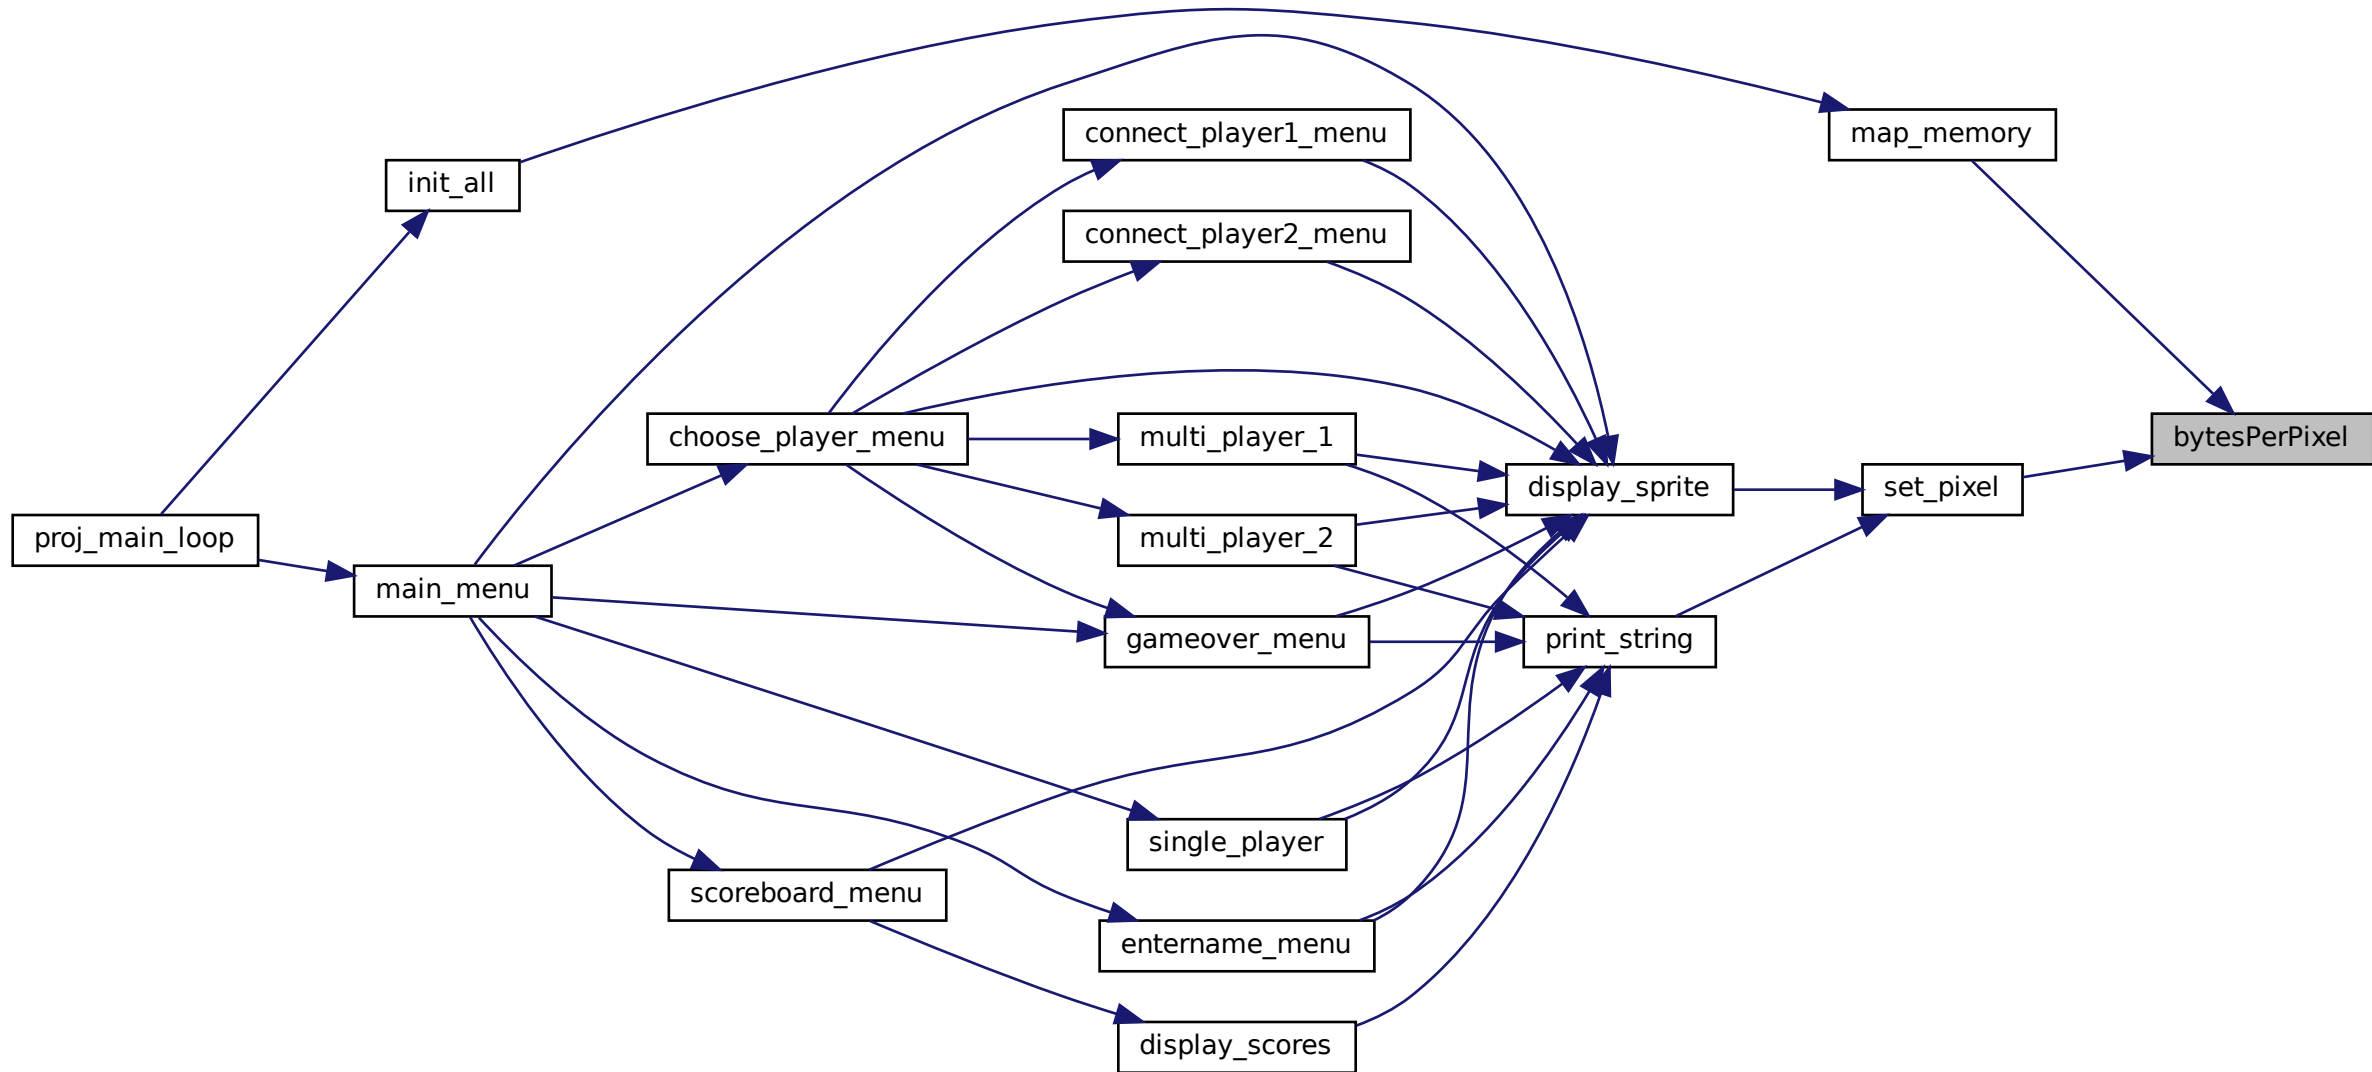 connect_player1_menu
map_memory
init_all
connect_player2_menu
choose_player_menu
multi_player_1
bytesPerPixel
display_sprite
set_pixel
proj_main_loop
multi_player_2
main_menu
gameover_menu
print_string
single_player
scoreboard_menu
entername_menu
display_scores